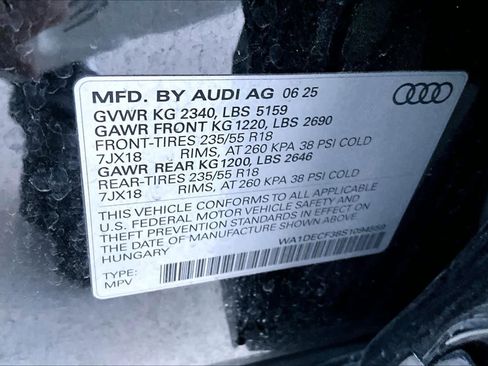 MFD. BY AUDI AG 06 25
GVWR KG 2340, LBS 5159
GAWR FRONT KG 1220, LBS 2690
FRONT-TIRES 235/55 R18
7JX18 RIMS, AT 260 KPA 38 PSI COLD
GAWR REAR KG1200, LBS 2646
REAR-TIRES 235/55 R18
7JX18 RIMS, AT 260 KPA 38 PSI COLD
THIS VEHICLE CONFORMS TO ALL APPLICABLE
U.S. FEDERAL MOTOR VEHICLE SAFETY AND
THEFT PREVENTION STANDARDS IN EFFECT ON
THE DATE OF MANUFACTURE SHOWN ABOVE.
HUNGARY
TYPE:
MPV